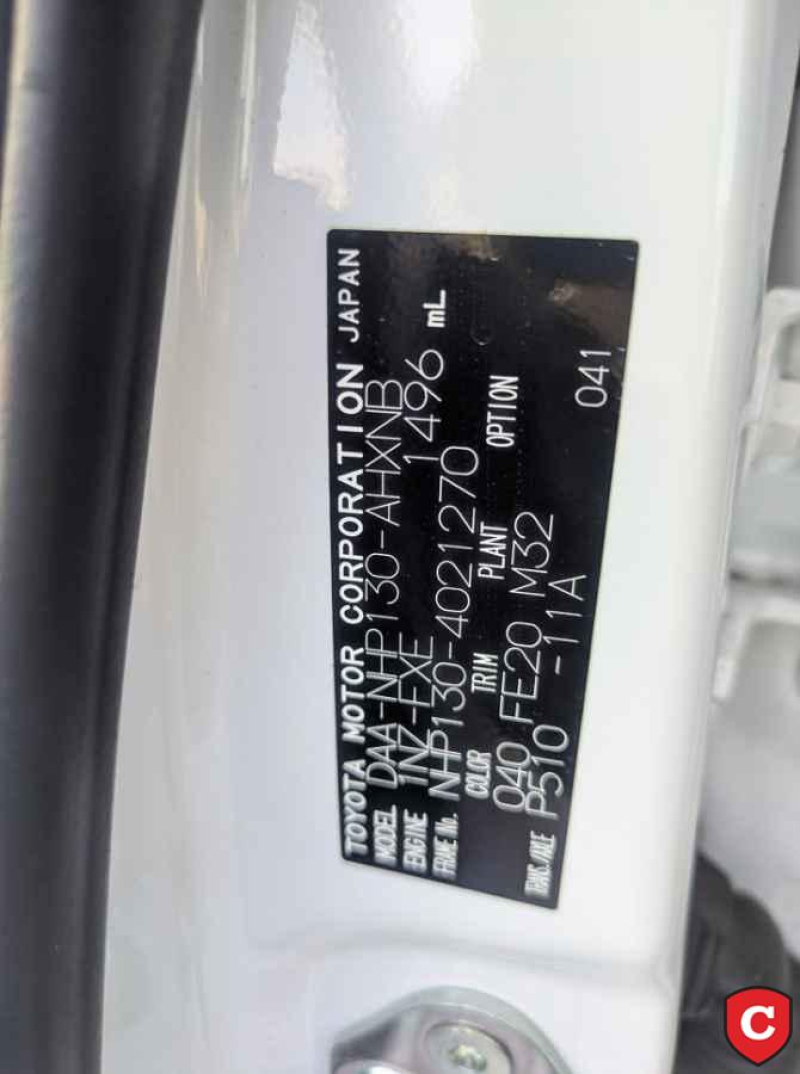 TOYOTA MOTOR CORPORATION JAPAN
MODEL DAA-NHP130-AHXNB
ENGINE 1NZ-FXE 1496 mL
FRAME No. NHP130-4021270
COLOR TRIM PLANT OPTION
040 FE20 M32
TRANS./AXLE P510 -11A 041
C